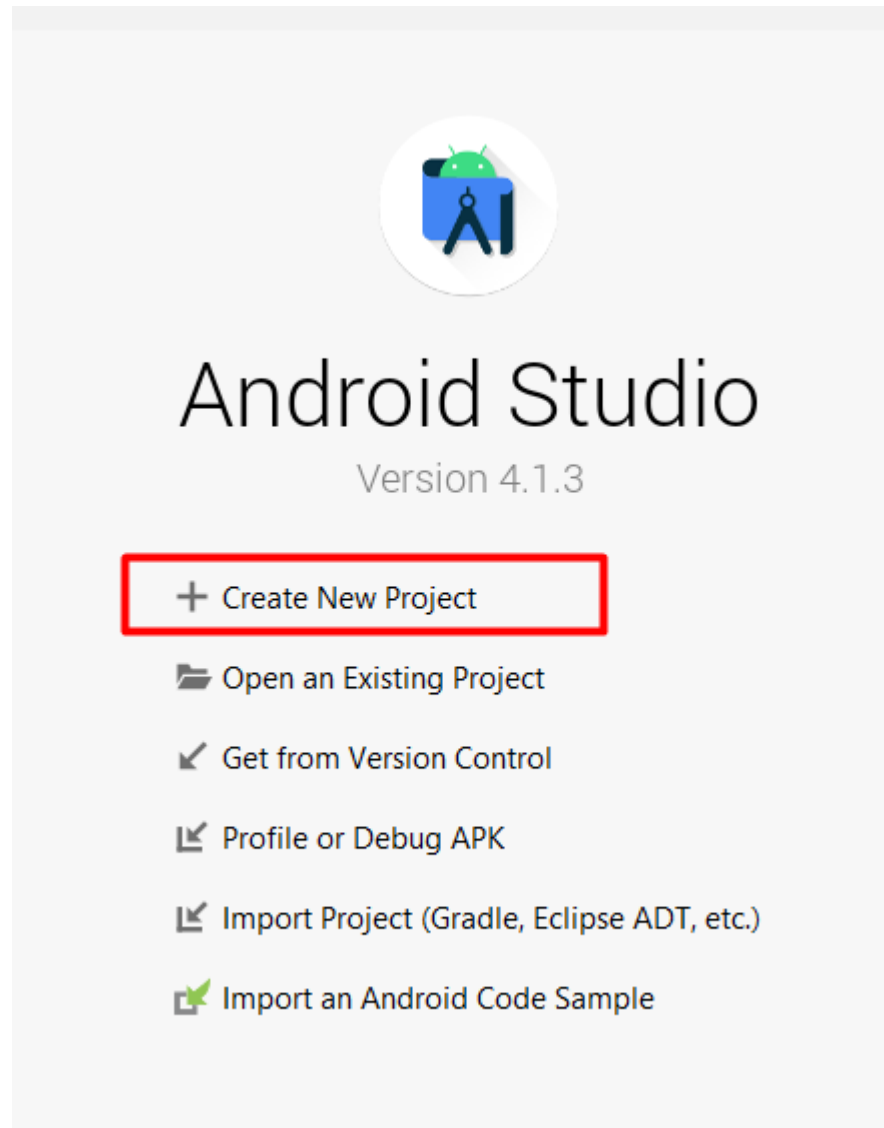 Android Studio
Version 4.1.3
Create New Project
Open an Existing Project
Get from Version Control
Profile or Debug APK
Import Project (Gradle, Eclipse ADT, etc.)
Import an Android Code Sample